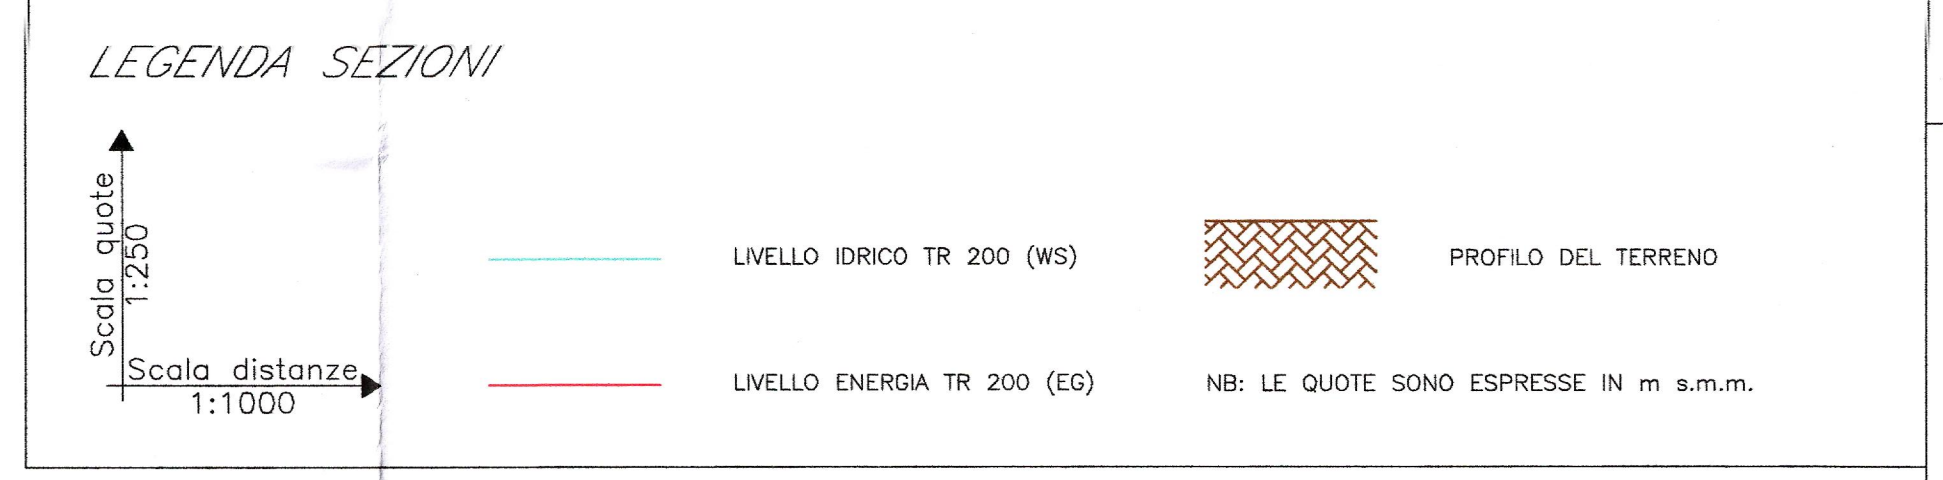 LEGENDA SEZIONI
Scala quote
1:250
Scala distanze
1:1000
LIVELLO IDRICO TR 200 (WS)
LIVELLO ENERGIA TR 200 (EG)
PROFILO DEL TERRENO
NB: LE QUOTE SONO ESPRESSE IN m s.m.m.